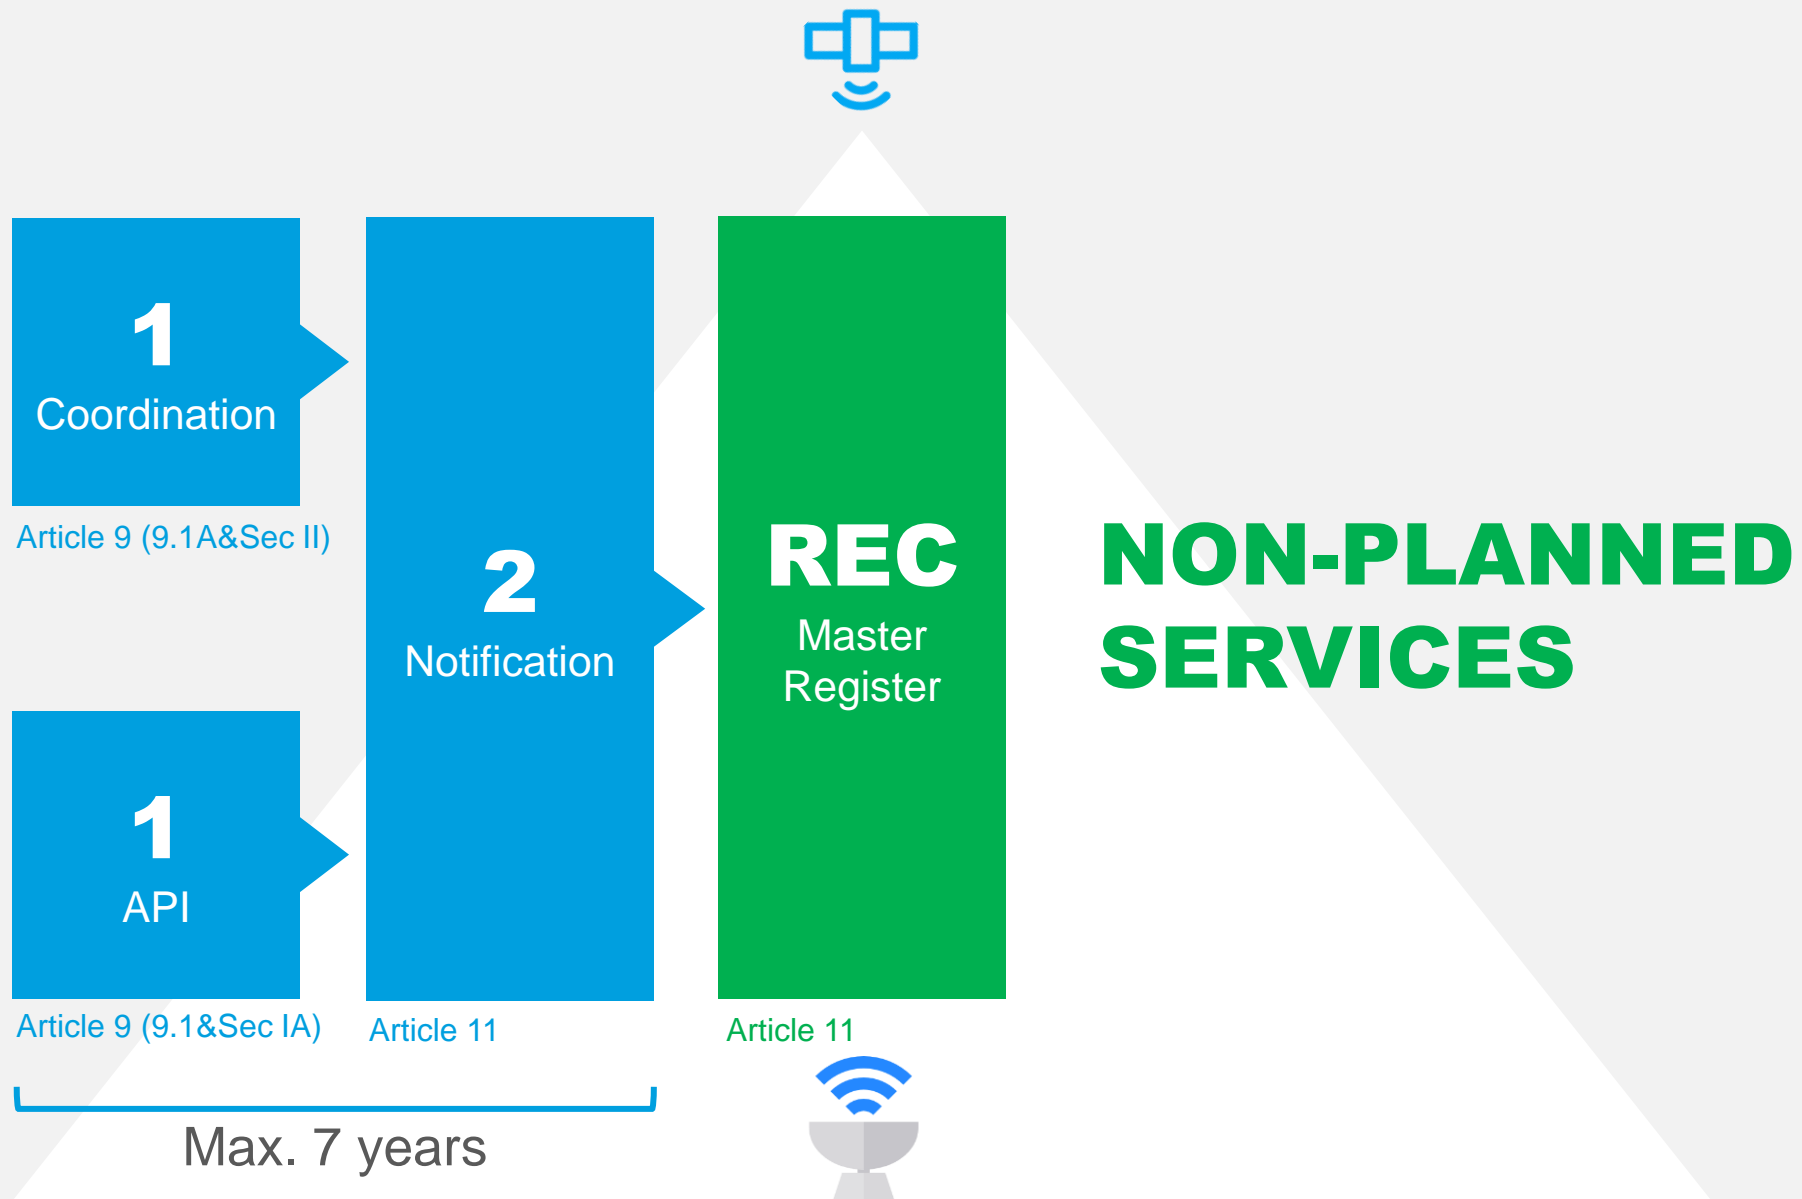 1
Coordination
Article 9 (9.1A&Sec II)
1
API
Article 9 (9.1&Sec IA)
2
Notification
Article 11
REC
Master
Register
Article 11
NON-PLANNED
SERVICES
Max. 7 years